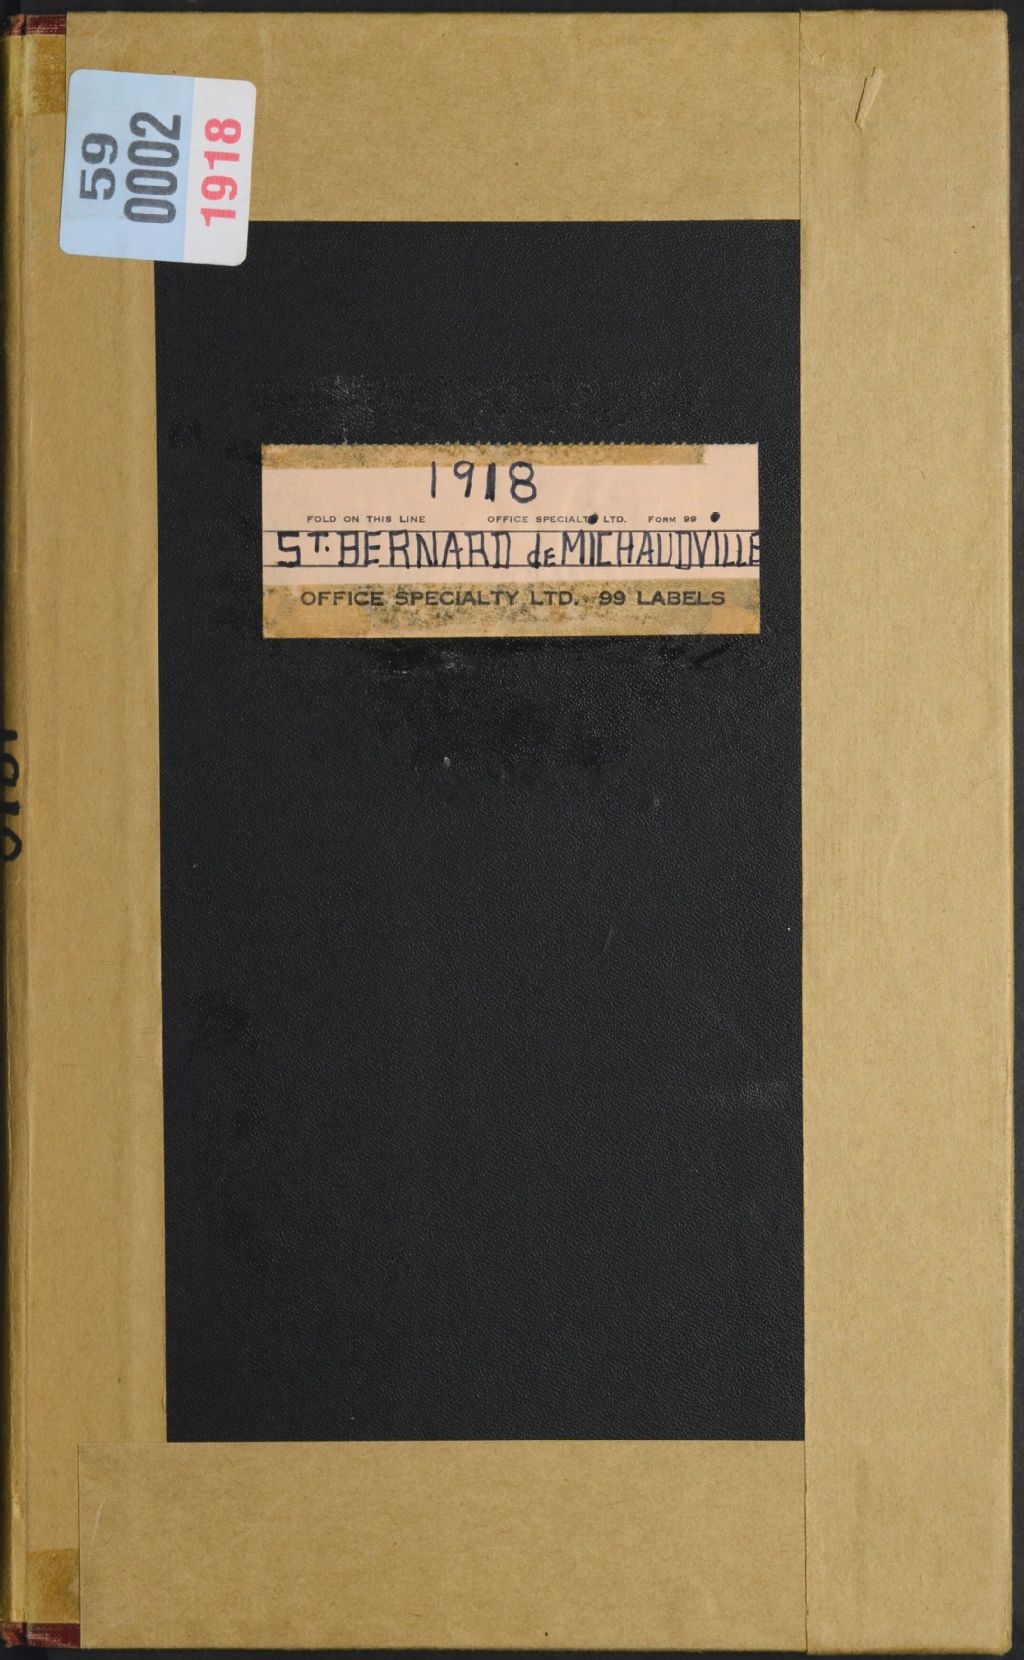 59
0002
1918
1918
FOLD ON THIS LINE OFFICE SPECIALTY LTD. FORM 99
ST. BERNARD de MICHAUDVILLE
OFFICE SPECIALTY LTD. 99 LABELS